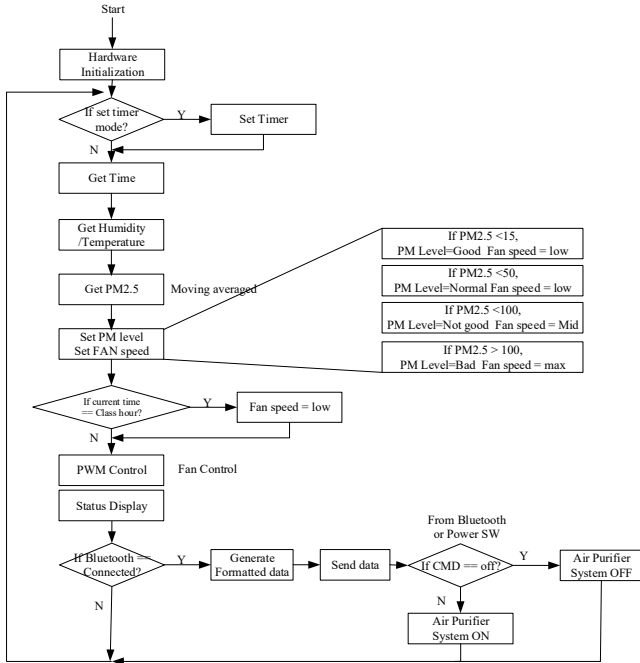 Start
Hardware
Initialization
If set timer
mode?
Y
Set Timer
N
Get Time
Get Humidity
/Temperature
Get PM2.5
Moving averaged
Set PM level
Set FAN speed
If PM2.5 <15,
PM Level=Good  Fan speed = low
If PM2.5 <50,
PM Level=Normal Fan speed = low
If PM2.5 <100,
PM Level=Not good  Fan speed = Mid
If PM2.5 > 100,
PM Level=Bad  Fan speed = max
If current time
== Class hour?
Y
Fan speed = low
N
PWM Control
Fan Control
Status Display
If Bluetooth ==
Connected?
Y
Generate
Formatted data
Send data
From Bluetooth
or Power SW
If CMD == off?
Y
Air Purifier
System OFF
N
N
Air Purifier
System ON